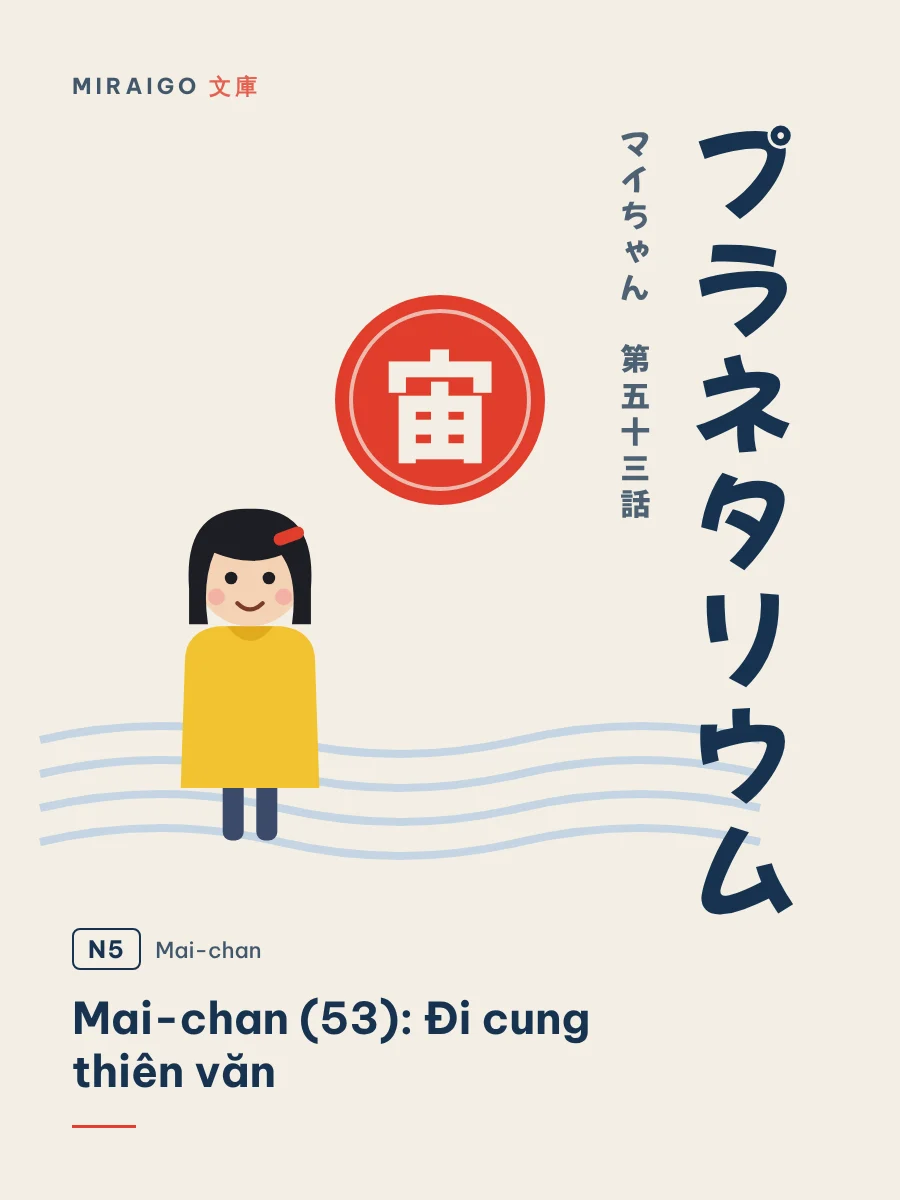 MIRAIGO 文庫
プラネタリウム
マイちゃん 第五十三話
宙
N5 Mai-chan
Mai-chan (53): Đi cung
thiên văn